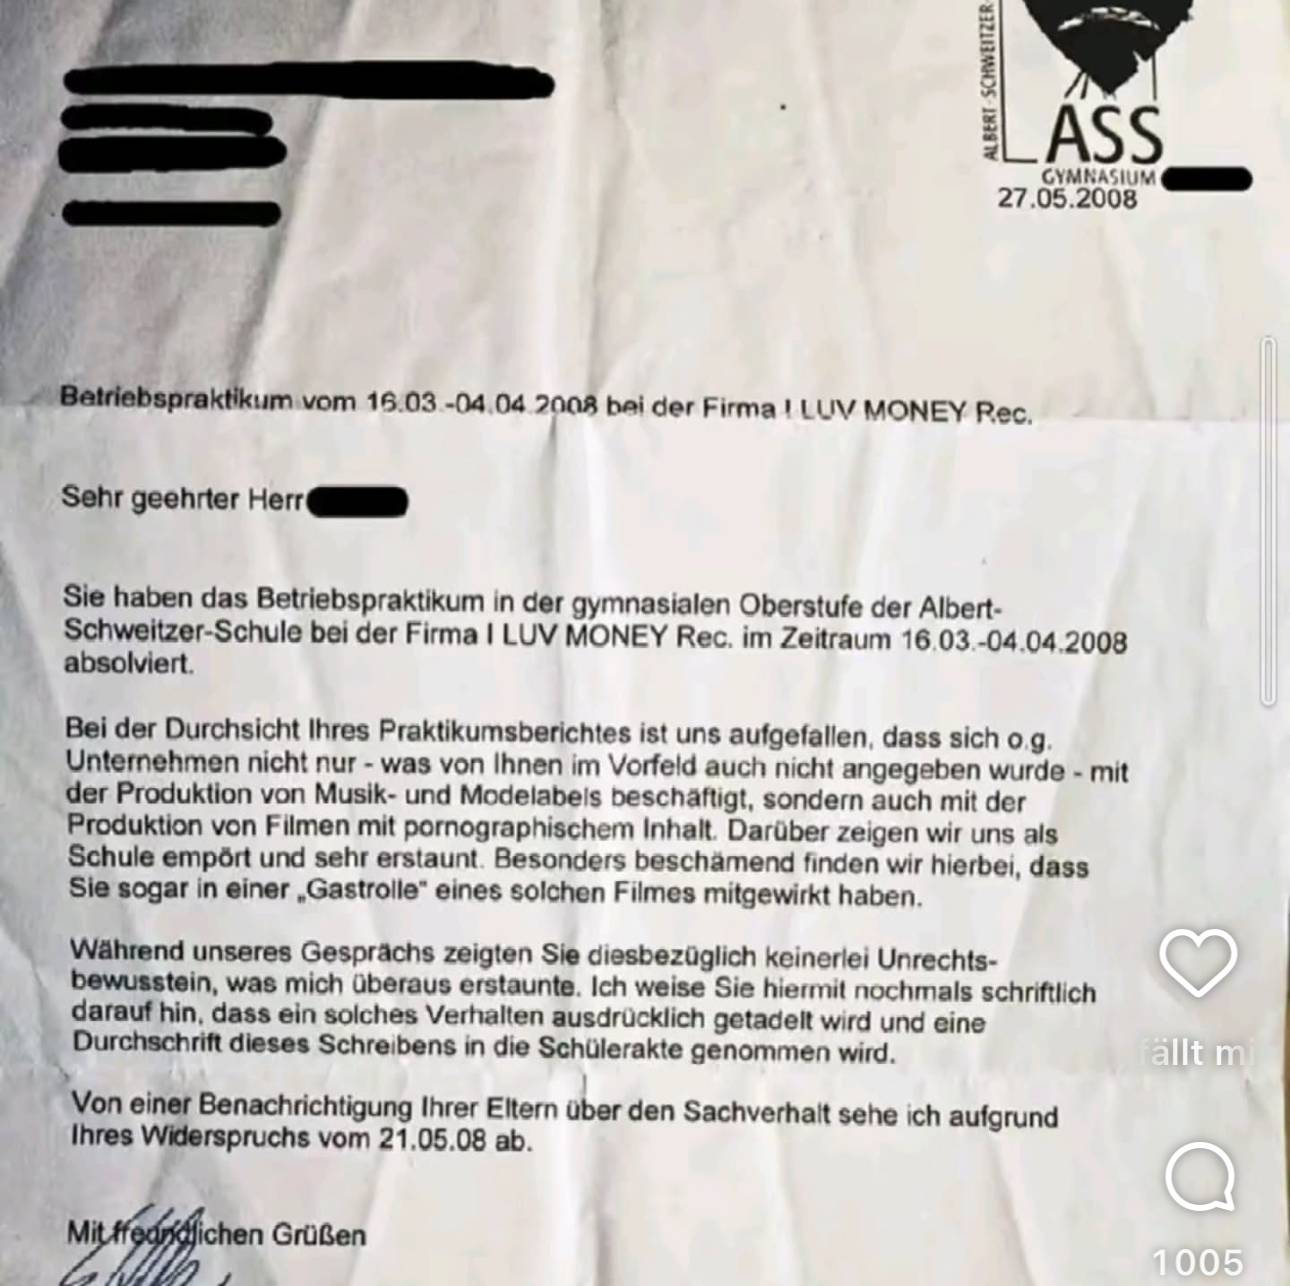 ALBERT-SCHWEITZER-
ASS
GYMNASIUM
27.05.2008
Betriebspraktikum vom 16.03.-04.04.2008 bei der Firma I LUV MONEY Rec.
Sehr geehrter Herr
Sie haben das Betriebspraktikum in der gymnasialen Oberstufe der Albert-
Schweitzer-Schule bei der Firma I LUV MONEY Rec. im Zeitraum 16.03.-04.04.2008
absolviert.
Bei der Durchsicht Ihres Praktikumsberichtes ist uns aufgefallen, dass sich o.g.
Unternehmen nicht nur - was von Ihnen im Vorfeld auch nicht angegeben wurde - mit
der Produktion von Musik- und Modelabels beschäftigt, sondern auch mit der
Produktion von Filmen mit pornographischem Inhalt. Darüber zeigen wir uns als
Schule empört und sehr erstaunt. Besonders beschämend finden wir hierbei, dass
Sie sogar in einer „Gastrolle“ eines solchen Filmes mitgewirkt haben.
Während unseres Gesprächs zeigten Sie diesbezüglich keinerlei Unrechts-
bewusstein, was mich überaus erstaunte. Ich weise Sie hiermit nochmals schriftlich
darauf hin, dass ein solches Verhalten ausdrücklich getadelt wird und eine
Durchschrift dieses Schreibens in die Schülerakte genommen wird.
Von einer Benachrichtigung Ihrer Eltern über den Sachverhalt sehe ich aufgrund
Ihres Widerspruchs vom 21.05.08 ab.
Mit freundlichen Grüßen
fällt mi
1005